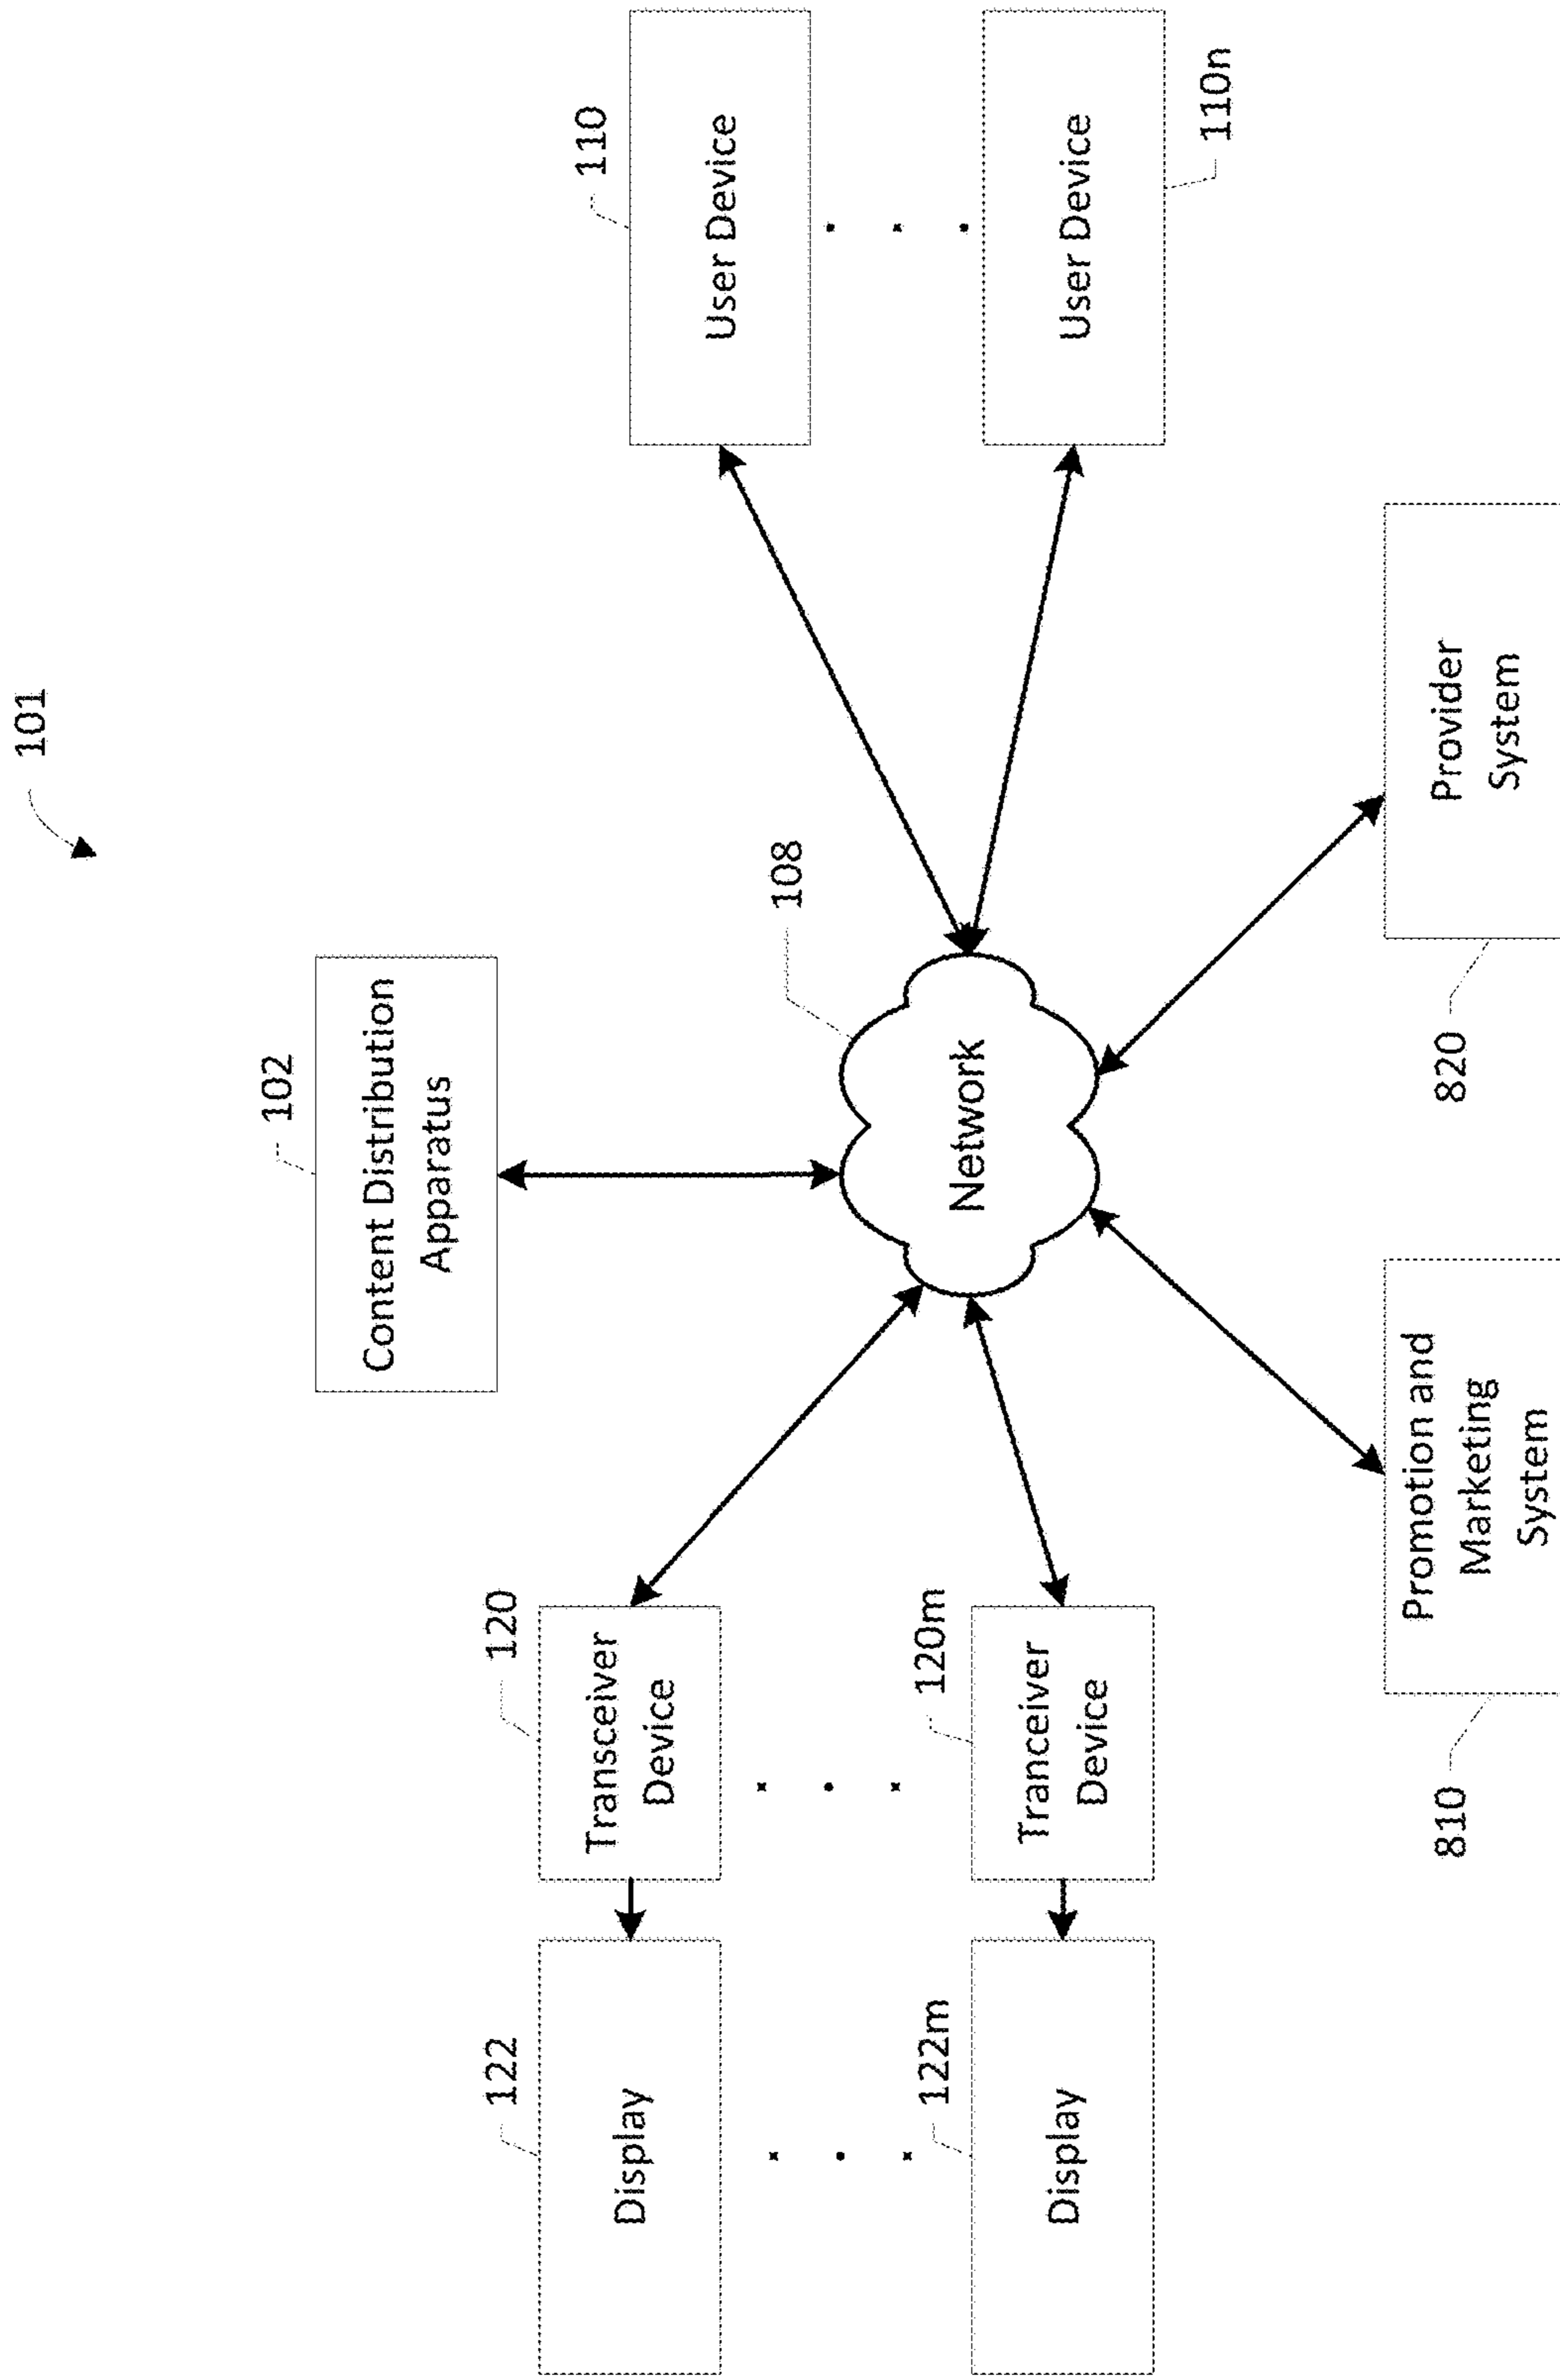 101
102
Content Distribution
Apparatus
122
Display
120
Transceiver
Device
108
Network
110
User Device
122m
Display
120m
Tranceiver
Device
User Device
110n
810
Promotion and
Marketing
System
820
Provider
System